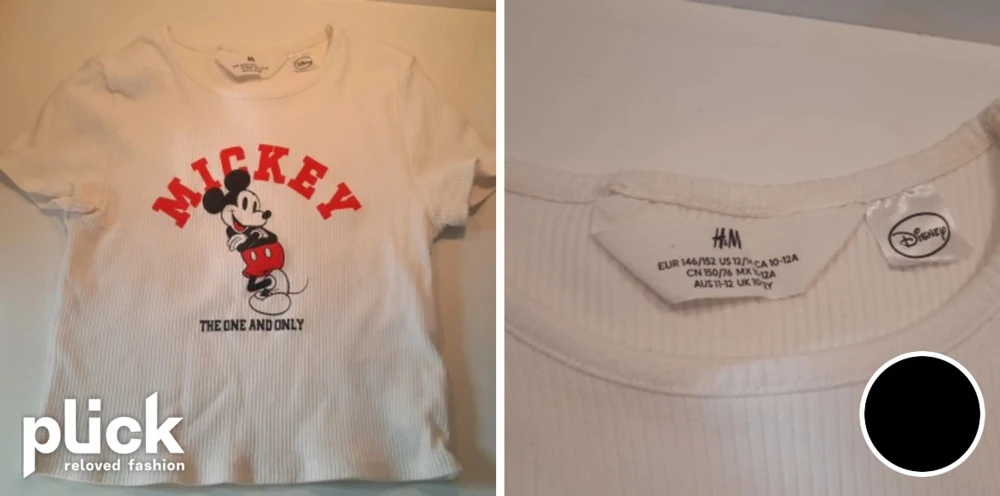 MICKEY
THE ONE AND ONLY
plick
reloved fashion
H&M
EUR 146/152 US 12/14 CA 10-12A
CN 150/76 MX
AUS 11-12 UK
Disney